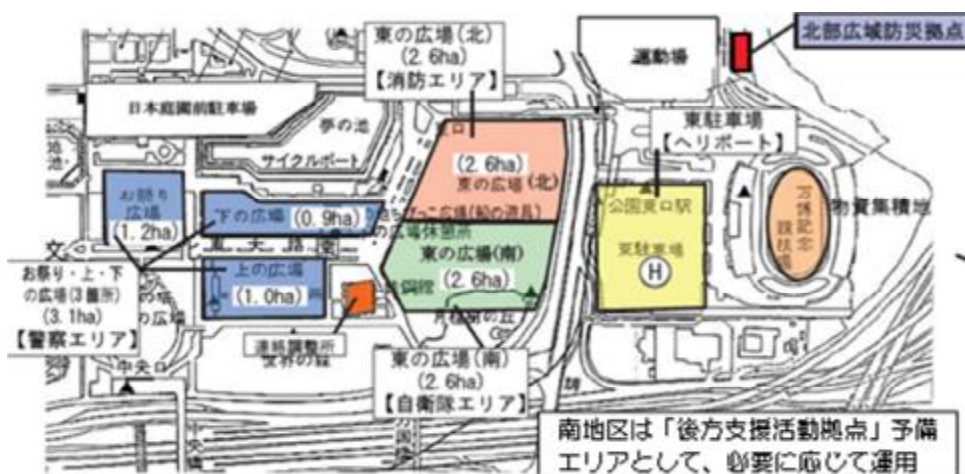 東の広場(北)
(2.6ha)
【消防エリア】
運動場
北部広域防災拠点
日本庭園前駐車場
夢の池
サイクルポート
東駐車場
【ヘリポート】
(2.6ha)
東の広場(北)
お祭り
広場
(1.2ha)
下の広場 (0.9ha)
公園東口駅
万博記念
競技場
物資集積地
東の広場(南)
(2.6ha)
東駐車場
H
上の広場
(1.0ha)
お祭り・上・下
の広場(3箇所)
(3.1ha)
【警察エリア】
連絡調整所
世界の森
中央口
東の広場(南)
(2.6ha)
【自衛隊エリア】
南地区は「後方支援活動拠点」予備
エリアとして、必要に応じて運用